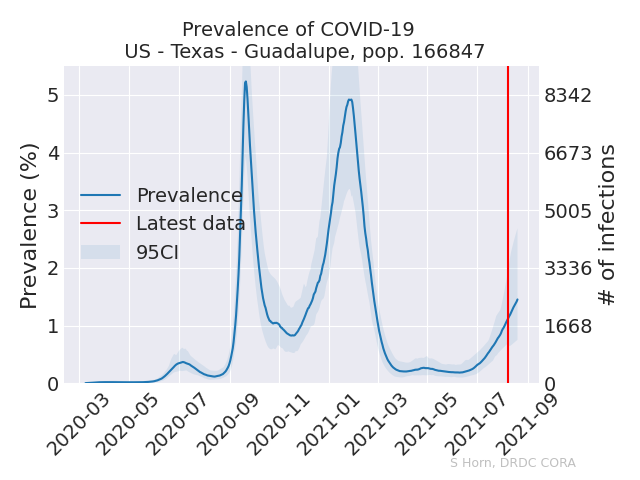 Prevalence of COVID-19
US - Texas - Guadalupe, pop. 166847
Prevalence (%)
5
4
3
2
1
0
8342
6673
5005
3336
1668
0
# of infections
Prevalence
Latest data
95CI
2020-03
2020-05
2020-07
2020-09
2020-11
2021-01
2021-03
2021-05
2021-07
2021-09
S Horn, DRDC CORA